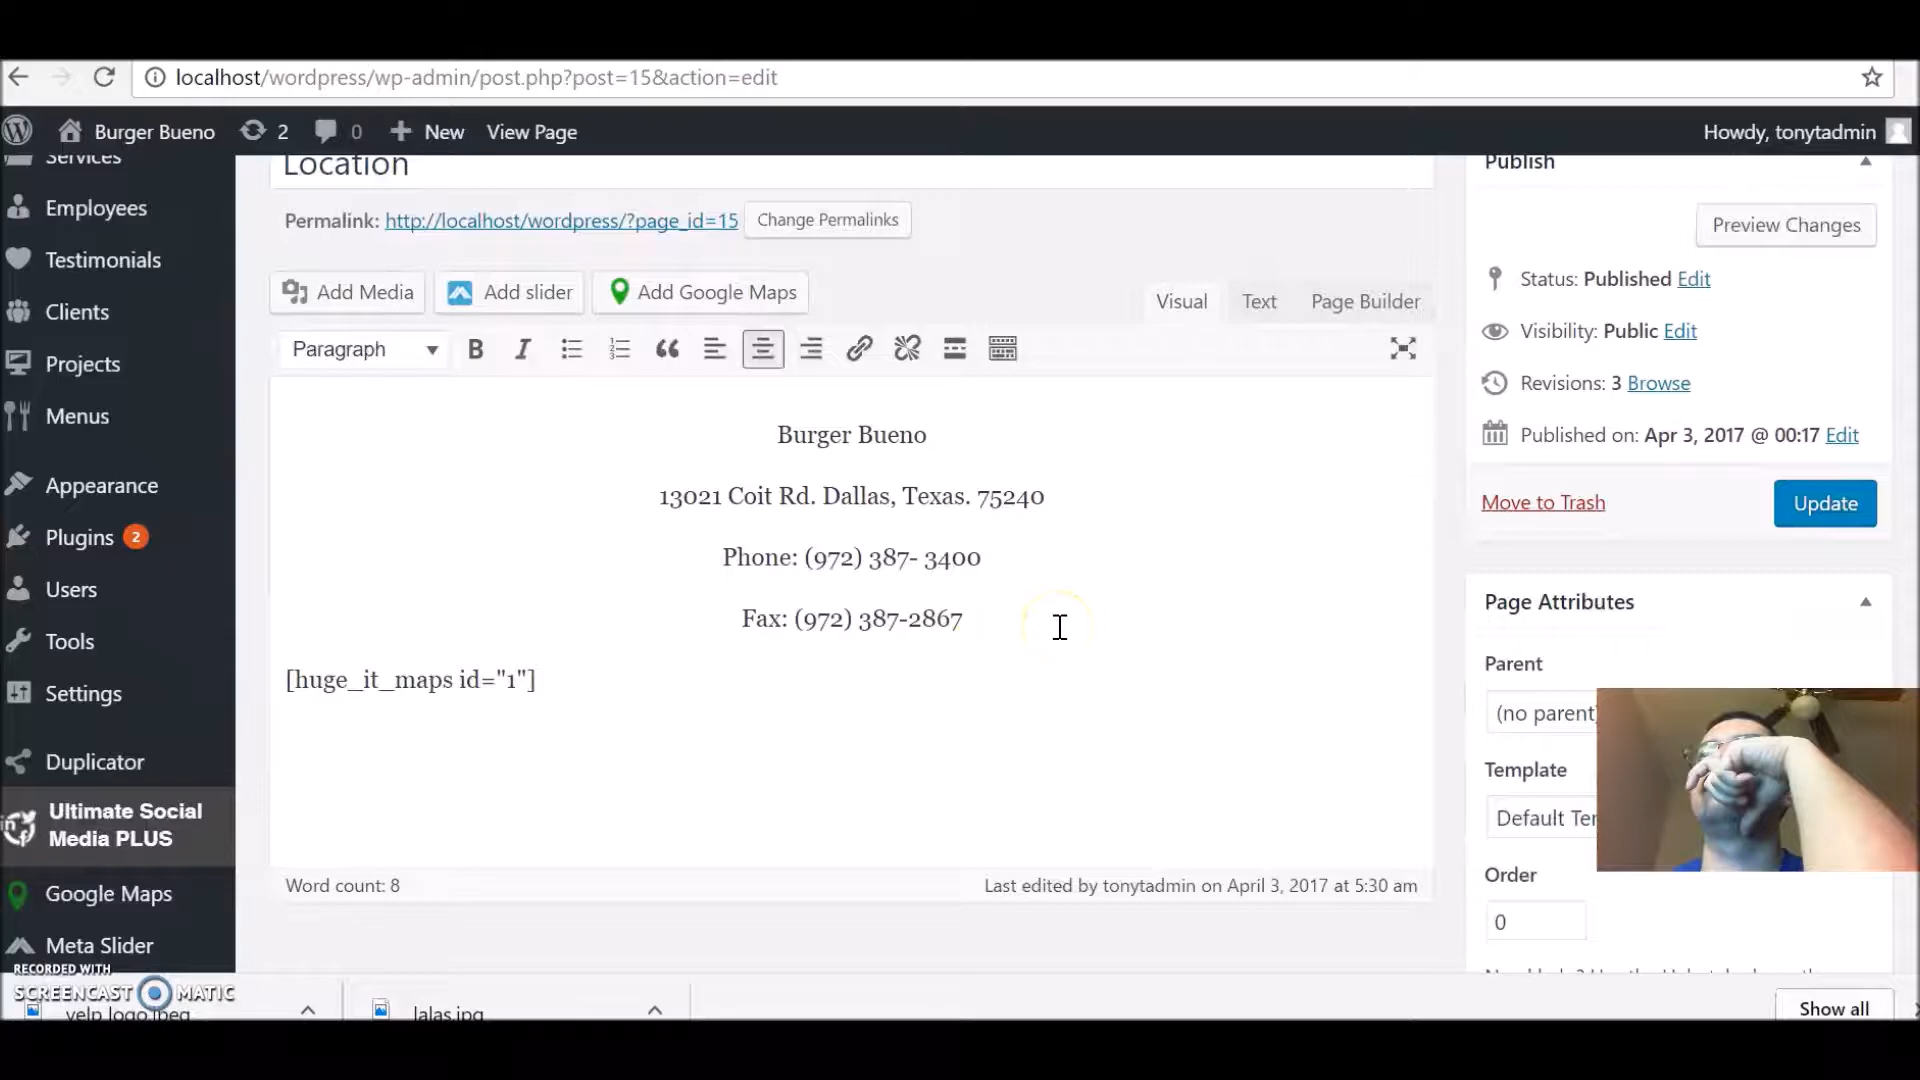 localhost/wordpress/wp-admin/post.php?post=15&action=edit
Burger Bueno 2 0 New View Page Howdy, tonytadmin
Services
Employees
Testimonials
Clients
Projects
Menus
Appearance
Plugins 2
Users
Tools
Settings
Duplicator
Ultimate Social
Media PLUS
Google Maps
Meta Slider
Location
Permalink: http://localhost/wordpress/?page_id=15 Change Permalinks
Add Media Add slider Add Google Maps
Visual Text Page Builder
Paragraph
Burger Bueno
13021 Coit Rd. Dallas, Texas. 75240
Phone: (972) 387- 3400
Fax: (972) 387-2867
[huge_it_maps id="1"]
Word count: 8 Last edited by tonytadmin on April 3, 2017 at 5:30 am
Publish
Preview Changes
Status: Published Edit
Visibility: Public Edit
Revisions: 3 Browse
Published on: Apr 3, 2017 @ 00:17 Edit
Move to Trash Update
Page Attributes
Parent
(no parent)
Template
Default Ter
Order
0
RECORDED WITH
SCREENCAST MATIC
yelp logo.jpeg lalas.jpg Show all